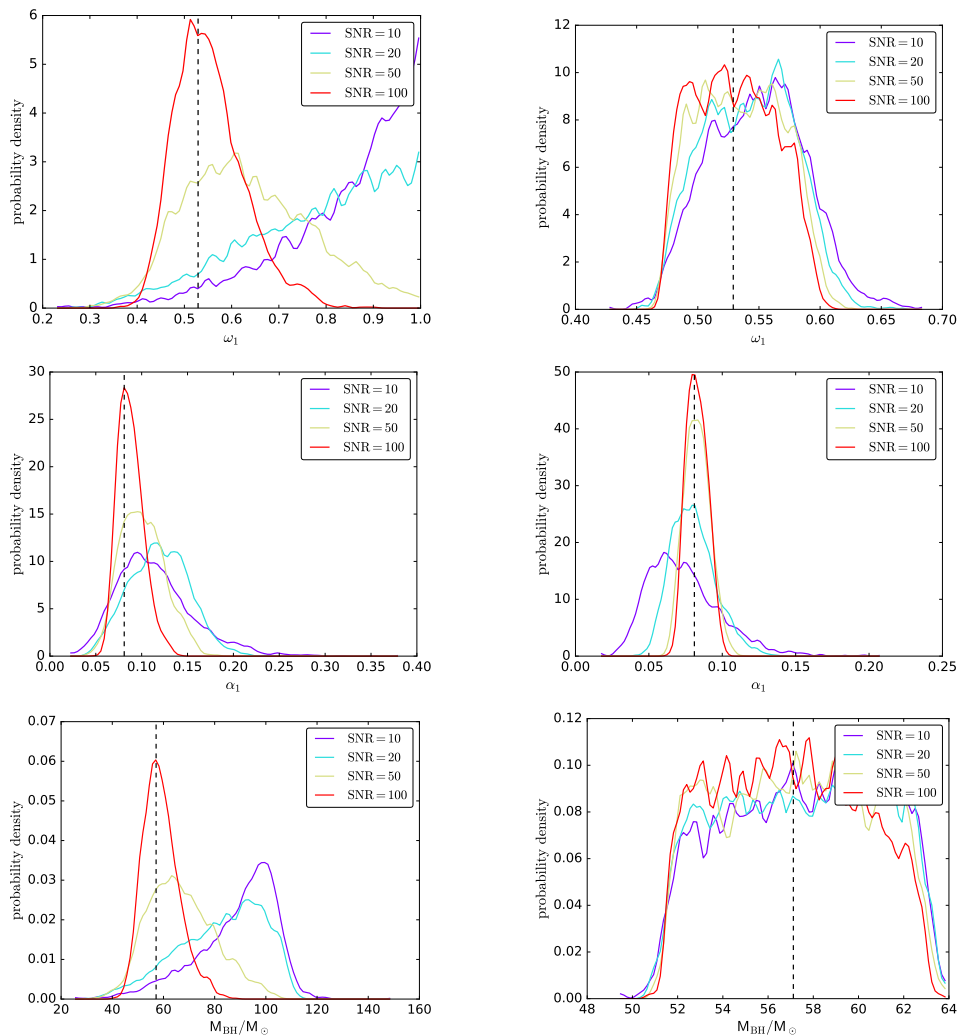 6
5
4
3
2
1
0
0.2 0.3 0.4 0.5 0.6 0.7 0.8 0.9 1.0
ω₁
probability density
SNR = 10
SNR = 20
SNR = 50
SNR = 100
12
10
8
6
4
2
0
0.40 0.45 0.50 0.55 0.60 0.65 0.70
ω₁
probability density
SNR = 10
SNR = 20
SNR = 50
SNR = 100
30
25
20
15
10
5
0
0.00 0.05 0.10 0.15 0.20 0.25 0.30 0.35 0.40
α₁
probability density
SNR = 10
SNR = 20
SNR = 50
SNR = 100
50
40
30
20
10
0
0.00 0.05 0.10 0.15 0.20 0.25
α₁
probability density
SNR = 10
SNR = 20
SNR = 50
SNR = 100
0.07
0.06
0.05
0.04
0.03
0.02
0.01
0.00
20 40 60 80 100 120 140 160
M_BH/M_⊙
probability density
SNR = 10
SNR = 20
SNR = 50
SNR = 100
0.12
0.10
0.08
0.06
0.04
0.02
0.00
50 52 54 56 58 60 62 64
M_BH/M_⊙
probability density
SNR = 10
SNR = 20
SNR = 50
SNR = 100